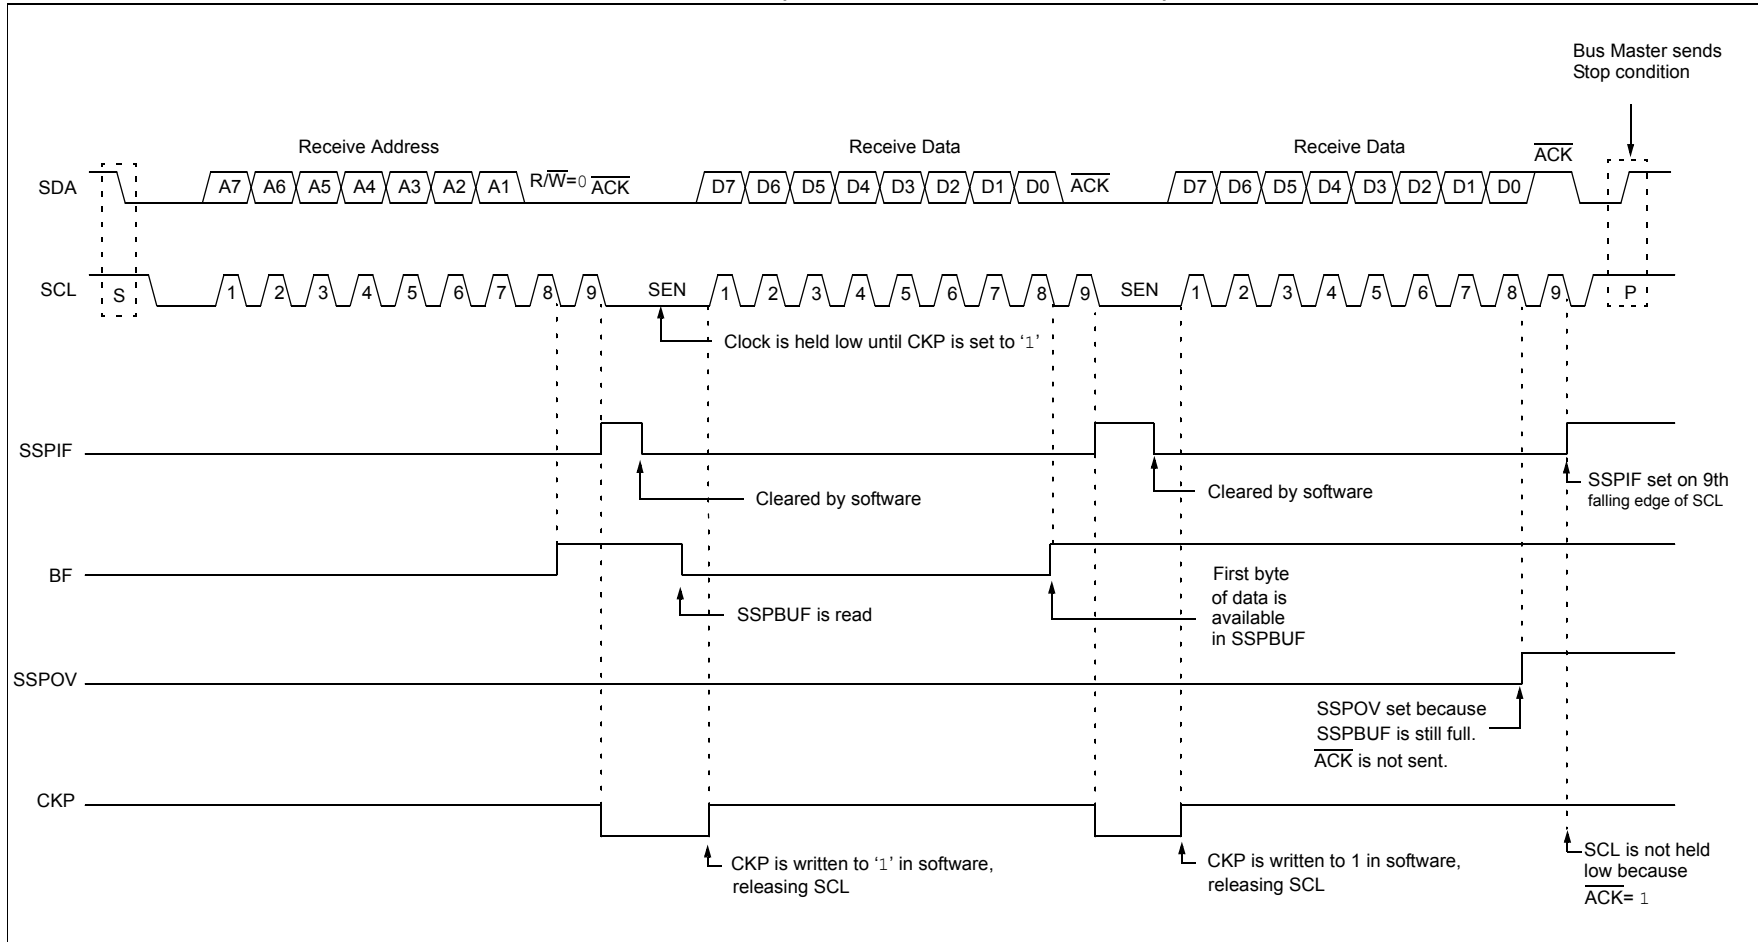 Bus Master sends
Stop condition
Receive Address
Receive Data
Receive Data
ACK
SDA
A7 A6 A5 A4 A3 A2 A1 R/W=0 ACK
D7 D6 D5 D4 D3 D2 D1 D0 ACK
D7 D6 D5 D4 D3 D2 D1 D0
SCL
S
1 2 3 4 5 6 7 8 9 SEN
1 2 3 4 5 6 7 8 9 SEN
1 2 3 4 5 6 7 8 9
P
Clock is held low until CKP is set to ‘1’
SSPIF
Cleared by software
Cleared by software
SSPIF set on 9th
falling edge of SCL
BF
SSPBUF is read
First byte
of data is
available
in SSPBUF
SSPOV
SSPOV set because
SSPBUF is still full.
ACK is not sent.
CKP
CKP is written to ‘1’ in software,
releasing SCL
CKP is written to 1 in software,
releasing SCL
SCL is not held
low because
ACK= 1